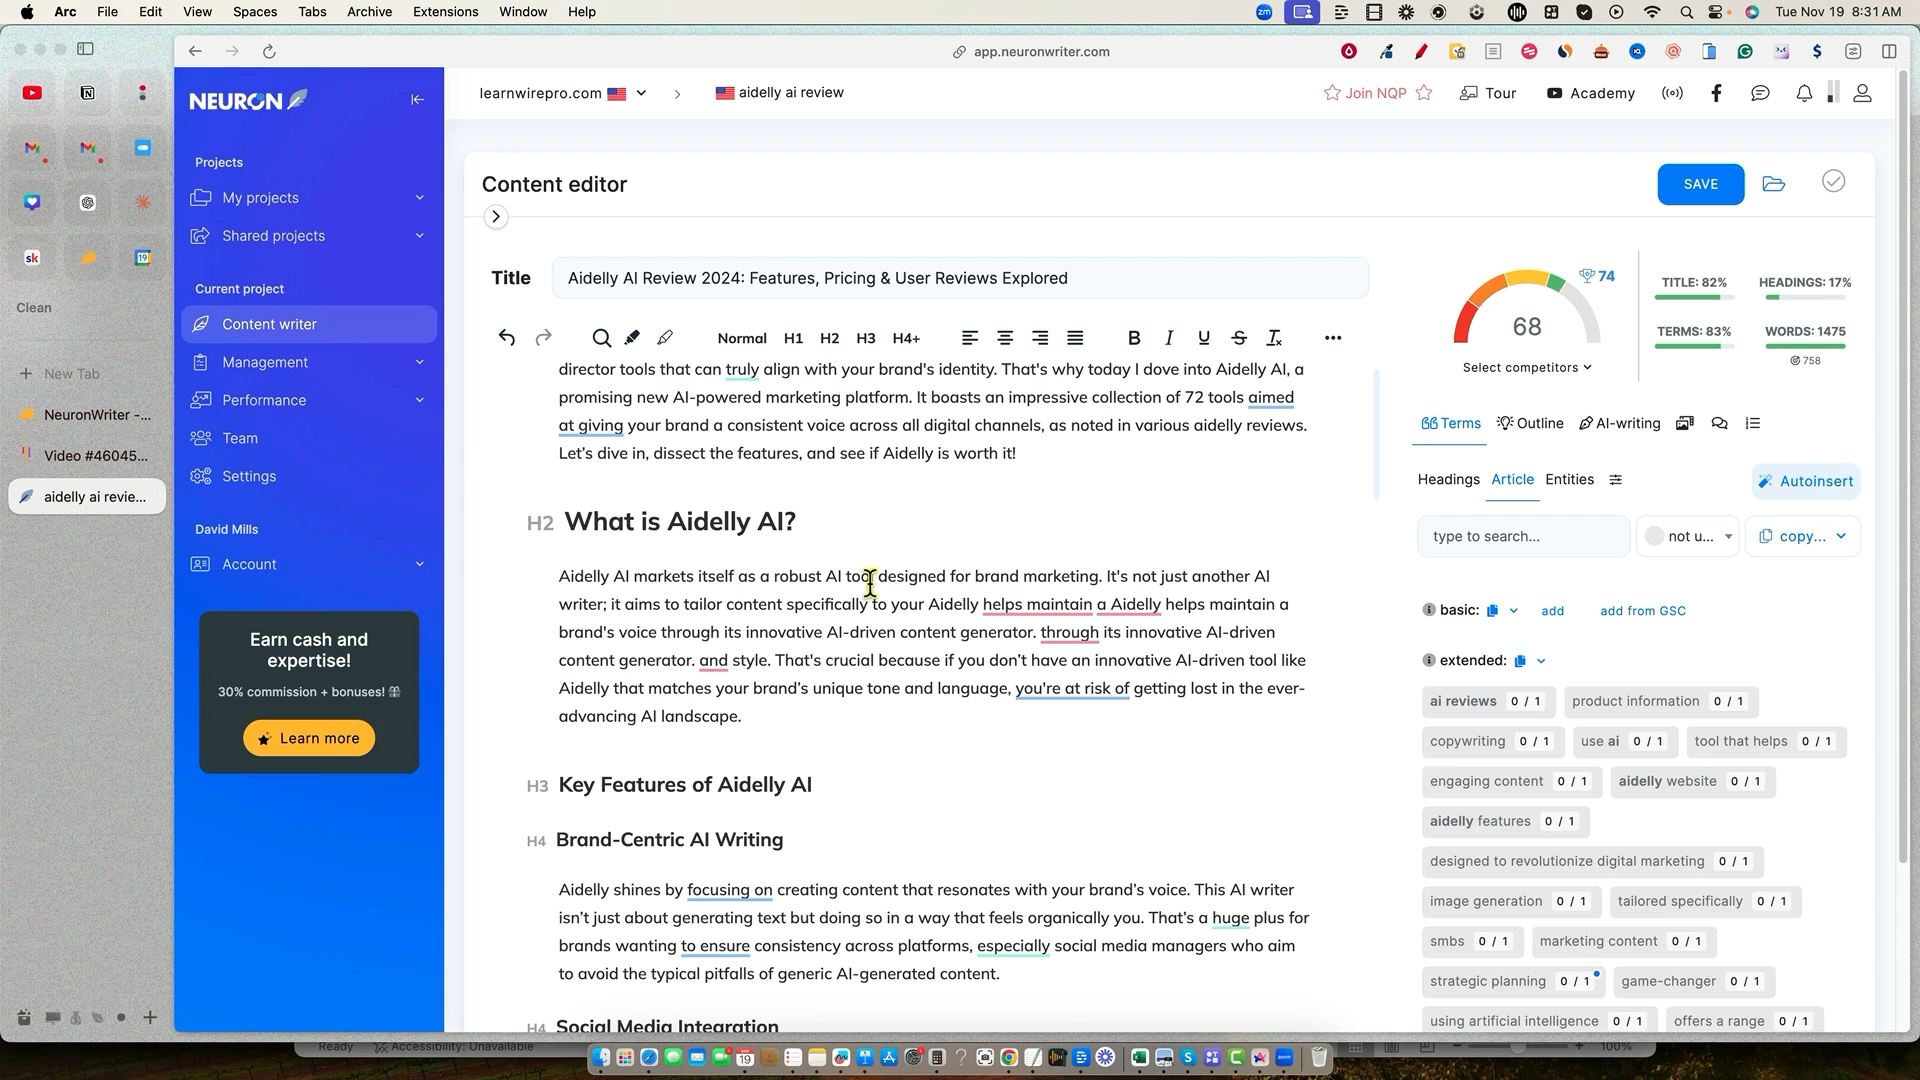 Arc File Edit View Spaces Tabs Archive Extensions Window Help
zm
Tue Nov 19 8:31 AM
app.neuronwriter.com
NEURON
learnwirepro.com
aidelly ai review
Join NQP
Tour
Academy
Projects
My projects
Shared projects
Current project
Content writer
Management
Performance
Team
Settings
David Mills
Account
Earn cash and
expertise!
30% commission + bonuses!
Learn more
sk
19
Clean
New Tab
NeuronWriter -...
Video #46045...
aidelly ai revie...
Content editor
SAVE
Title
Aidelly AI Review 2024: Features, Pricing & User Reviews Explored
Normal H1 H2 H3 H4+
B I U S
director tools that can truly align with your brand's identity. That's why today I dove into Aidelly AI, a
promising new AI-powered marketing platform. It boasts an impressive collection of 72 tools aimed
at giving your brand a consistent voice across all digital channels, as noted in various aidelly reviews.
Let's dive in, dissect the features, and see if Aidelly is worth it!
H2 What is Aidelly AI?
Aidelly AI markets itself as a robust AI tool designed for brand marketing. It's not just another AI
writer; it aims to tailor content specifically to your Aidelly helps maintain a Aidelly helps maintain a
brand's voice through its innovative AI-driven content generator. through its innovative AI-driven
content generator. and style. That's crucial because if you don't have an innovative AI-driven tool like
Aidelly that matches your brand's unique tone and language, you're at risk of getting lost in the ever-
advancing AI landscape.
H3 Key Features of Aidelly AI
H4 Brand-Centric AI Writing
Aidelly shines by focusing on creating content that resonates with your brand's voice. This AI writer
isn't just about generating text but doing so in a way that feels organically you. That's a huge plus for
brands wanting to ensure consistency across platforms, especially social media managers who aim
to avoid the typical pitfalls of generic AI-generated content.
H4 Social Media Integration
74
68
Select competitors
TITLE: 82%
HEADINGS: 17%
TERMS: 83%
WORDS: 1475
758
Terms
Outline
AI-writing
Headings
Article
Entities
Autoinsert
type to search...
not u...
copy...
basic:
add
add from GSC
extended:
ai reviews 0 / 1
product information 0 / 1
copywriting 0 / 1
use ai 0 / 1
tool that helps 0 / 1
engaging content 0 / 1
aidelly website 0 / 1
aidelly features 0 / 1
designed to revolutionize digital marketing 0 / 1
image generation 0 / 1
tailored specifically 0 / 1
smbs 0 / 1
marketing content 0 / 1
strategic planning 0 / 1
game-changer 0 / 1
using artificial intelligence 0 / 1
offers a range 0 / 1
Ready
Accessibility: Unavailable
100%